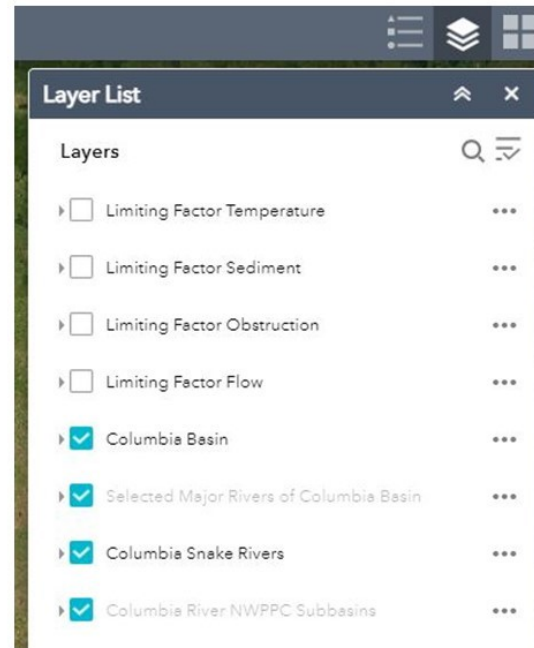 Layer List
Layers
Limiting Factor Temperature
Limiting Factor Sediment
Limiting Factor Obstruction
Limiting Factor Flow
Columbia Basin
Selected Major Rivers of Columbia Basin
Columbia Snake Rivers
Columbia River NWPPC Subbasins